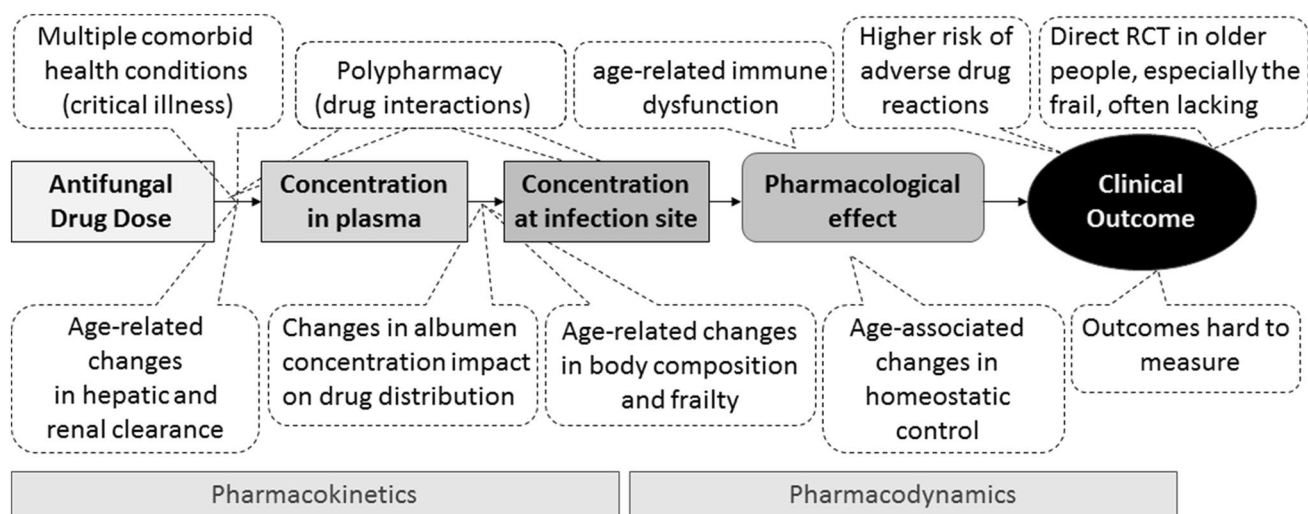 Multiple comorbid
health conditions
(critical illness)
Polypharmacy
(drug interactions)
age-related immune
dysfunction
Higher risk of
adverse drug
reactions
Direct RCT in older
people, especially the
frail, often lacking
Antifungal
Drug Dose
Concentration
in plasma
Concentration
at infection site
Pharmacological
effect
Clinical
Outcome
Age-related
changes
in hepatic and
renal clearance
Changes in albumen
concentration impact
on drug distribution
Age-related changes
in body composition
and frailty
Age-associated
changes in
homeostatic
control
Outcomes hard to
measure
Pharmacokinetics
Pharmacodynamics